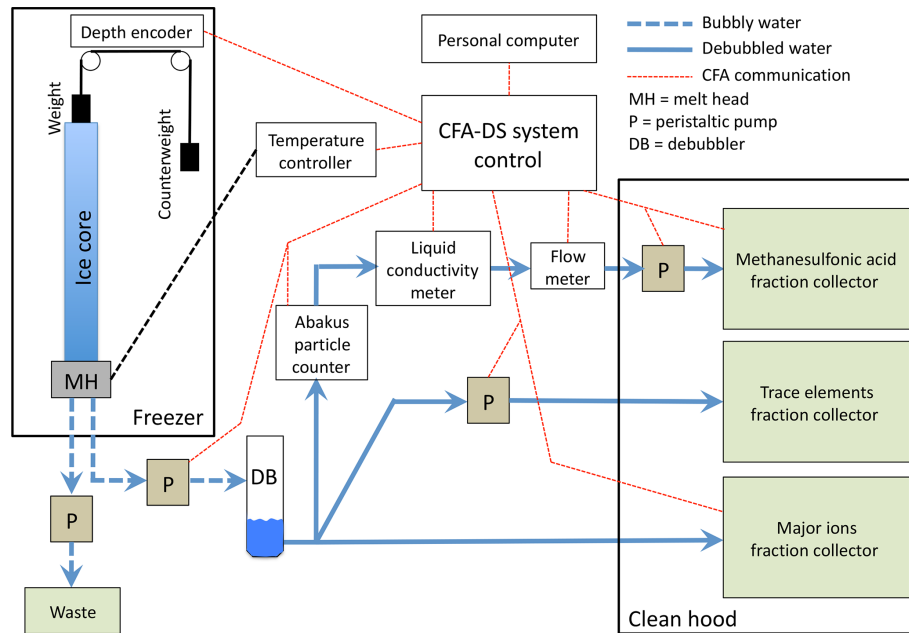 Depth encoder
Weight
Counterweight
Ice core
MH
Freezer
Personal computer
CFA-DS system
control
Temperature
controller
Liquid
conductivity
meter
Flow
meter
Abakus
particle
counter
P
P
P
P
DB
Waste
Bubbly water
Debubbled water
CFA communication
MH = melt head
P = peristaltic pump
DB = debubbler
Methanesulfonic acid
fraction collector
Trace elements
fraction collector
Major ions
fraction collector
Clean hood